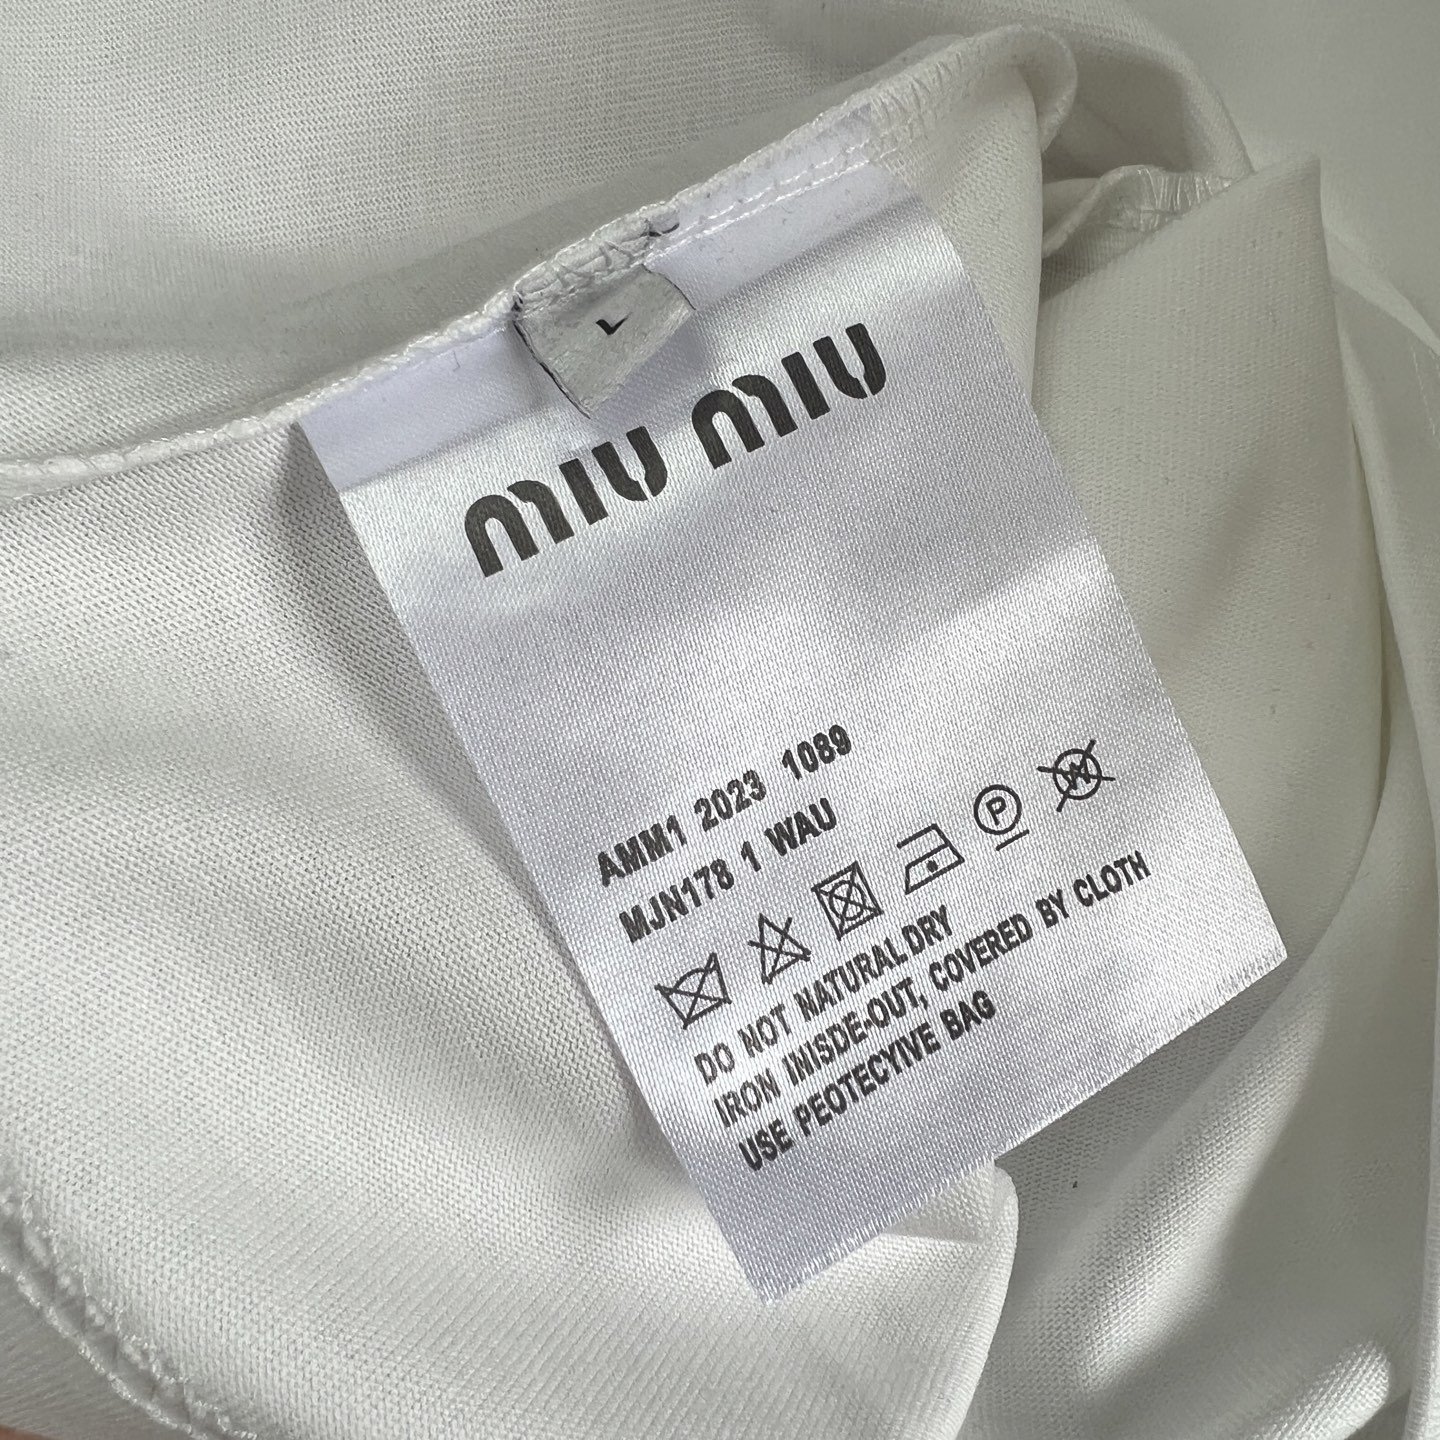 L
MIU MIU
AMM1 2023 1089
MJN178 1 WAU
P W
DO NOT NATURAL DRY
IRON INISDE-OUT, COVERED BY CLOTH
USE PEOTECYIVE BAG